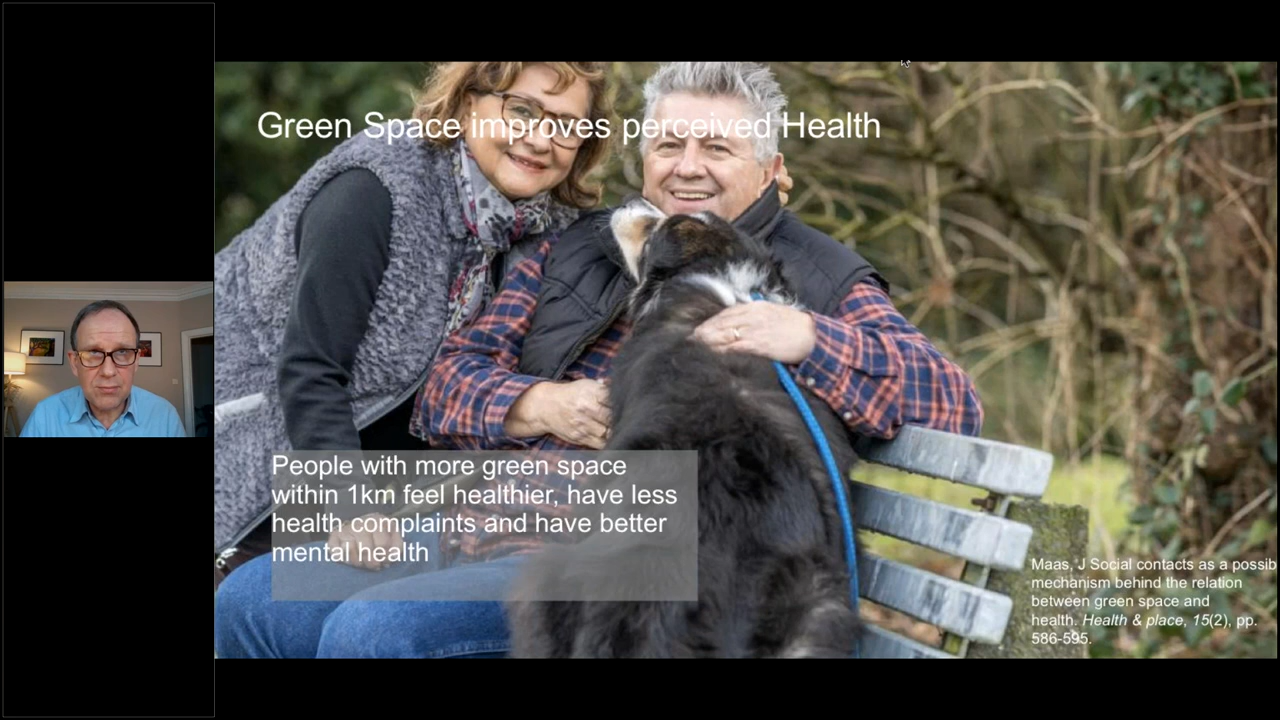 Green Space improves perceived Health
People with more green space
within 1km feel healthier, have less
health complaints and have better
mental health
Maas, J Social contacts as a possib
mechanism behind the relation
between green space and
health. Health & place, 15(2), pp.
586-595.